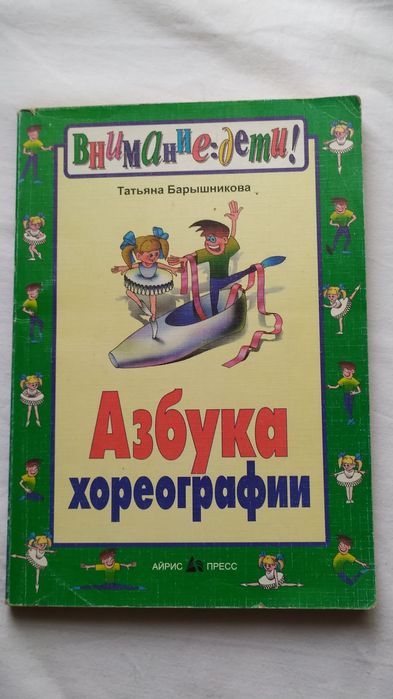 Внимание: дети!
Татьяна Барышникова
Азбука
хореографии
АЙРИС ПРЕСС